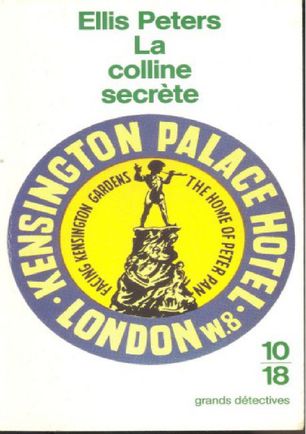 Ellis Peters
La
colline
secrète
· KENSINGTON PALACE HOTEL ·
FACING KENSINGTON GARDENS
THE HOME OF PETER PAN
LONDON W.8
10
18
grands détectives